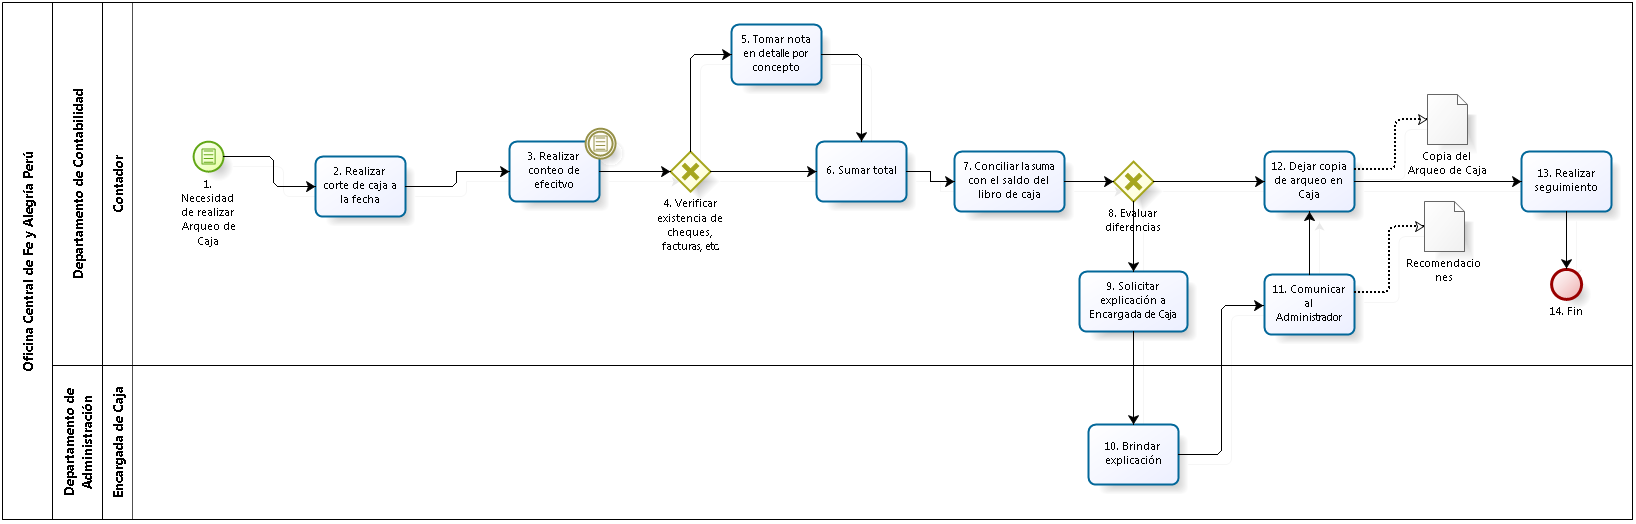 Oficina Central de Fe y Alegría Perú
Departamento de Contabilidad
Contador
1.
Necesidad
de realizar
Arqueo de
Caja
2. Realizar
corte de caja a
la fecha
3. Realizar
conteo de
efecitvo
4. Verificar
existencia de
cheques,
facturas, etc.
5. Tomar nota
en detalle por
concepto
6. Sumar total
7. Conciliar la suma
con el saldo del
libro de caja
8. Evaluar
diferencias
9. Solicitar
explicación a
Encargada de Caja
Departamento de
Administración
Encargada de Caja
10. Brindar
explicación
11. Comunicar
al
Administrador
Recomendacio
nes
12. Dejar copia
de arqueo en
Caja
Copia del
Arqueo de Caja
13. Realizar
seguimiento
14. Fin